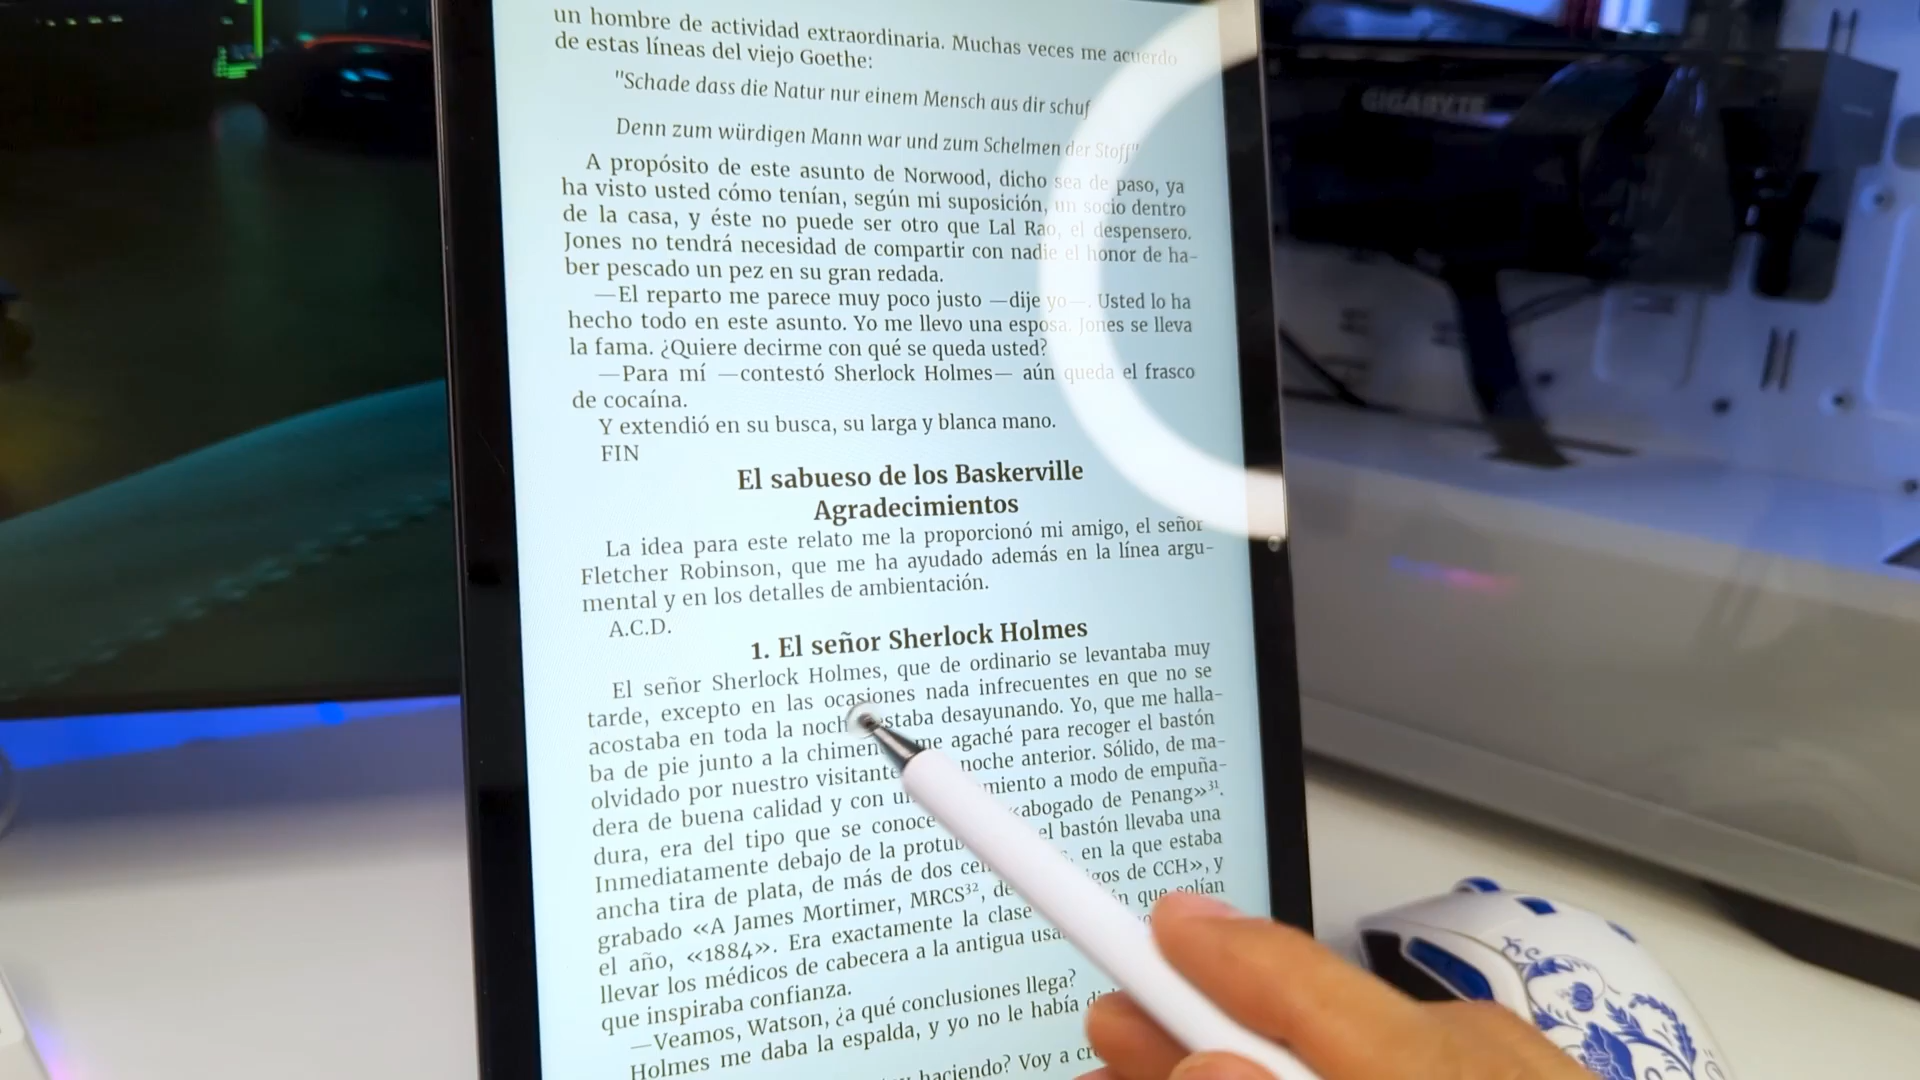 un hombre de actividad extraordinaria. Muchas veces me acuerdo
de estas líneas del viejo Goethe:
"Schade dass die Natur nur einem Mensch aus dir schuf
Denn zum würdigen Mann war und zum Schelmen der Stoff"
A propósito de este asunto de Norwood, dicho sea de paso, ya
ha visto usted cómo tenían, según mi suposición, un socio dentro
de la casa, y éste no puede ser otro que Lal Rao, el despensero.
Jones no tendrá necesidad de compartir con nadie el honor de ha-
ber pescado un pez en su gran redada.
—El reparto me parece muy poco justo —dije yo—. Usted lo ha
hecho todo en este asunto. Yo me llevo una esposa, Jones se lleva
la fama. ¿Quiere decirme con qué se queda usted?
—Para mí —contestó Sherlock Holmes— aún queda el frasco
de cocaína.
Y extendió en su busca, su larga y blanca mano.
FIN
El sabueso de los Baskerville
Agradecimientos
La idea para este relato me la proporcionó mi amigo, el señor
Fletcher Robinson, que me ha ayudado además en la línea argu-
mental y en los detalles de ambientación.
A.C.D.
1. El señor Sherlock Holmes
El señor Sherlock Holmes, que de ordinario se levantaba muy
tarde, excepto en las ocasiones nada infrecuentes en que no se
acostaba en toda la noche estaba desayunando. Yo, que me halla-
ba de pie junto a la me agaché para recoger el bastón
olvidado por nuestro visitante noche anterior. Sólido, de ma-
dera de buena calidad y con a modo de empuña-
dura, era del tipo que se conoce «abogado de Penang»³¹.
Inmediatamente debajo de la el bastón llevaba una
ancha tira de plata, de más de dos en la que estaba
grabado «A James Mortimer, MRCS³², de CCH», y
el año, «1884». Era exactamente la clase que solían
llevar los médicos de cabecera a la antigua
que inspiraba confianza.
—Veamos, Watson, ¿a qué conclusiones llega?
Holmes me daba la espalda, y yo no le había
haciendo? Voy a
GIGABYTE